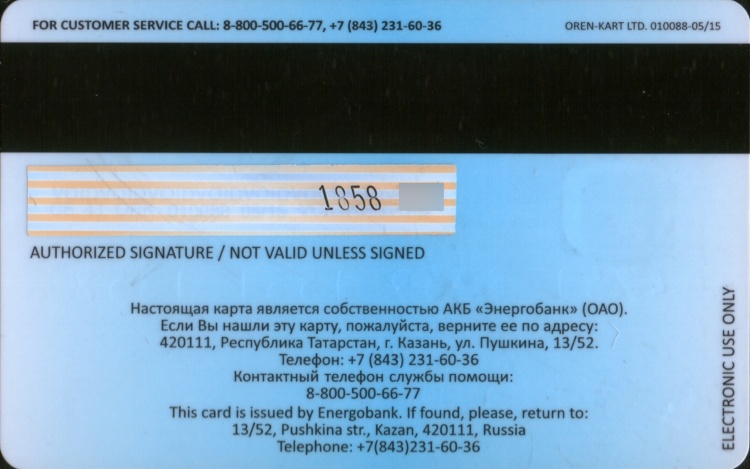 FOR CUSTOMER SERVICE CALL: 8-800-500-66-77, +7 (843) 231-60-36
OREN-KART LTD. 010088-05/15
1858
AUTHORIZED SIGNATURE / NOT VALID UNLESS SIGNED
Настоящая карта является собственностью АКБ «Энергобанк» (ОАО).
Если Вы нашли эту карту, пожалуйста, верните ее по адресу:
420111, Республика Татарстан, г. Казань, ул. Пушкина, 13/52.
Телефон: +7 (843) 231-60-36
Контактный телефон службы помощи:
8-800-500-66-77
This card is issued by Energobank. If found, please, return to:
13/52, Pushkina str., Kazan, 420111, Russia
Telephone: +7(843)231-60-36
ELECTRONIC USE ONLY